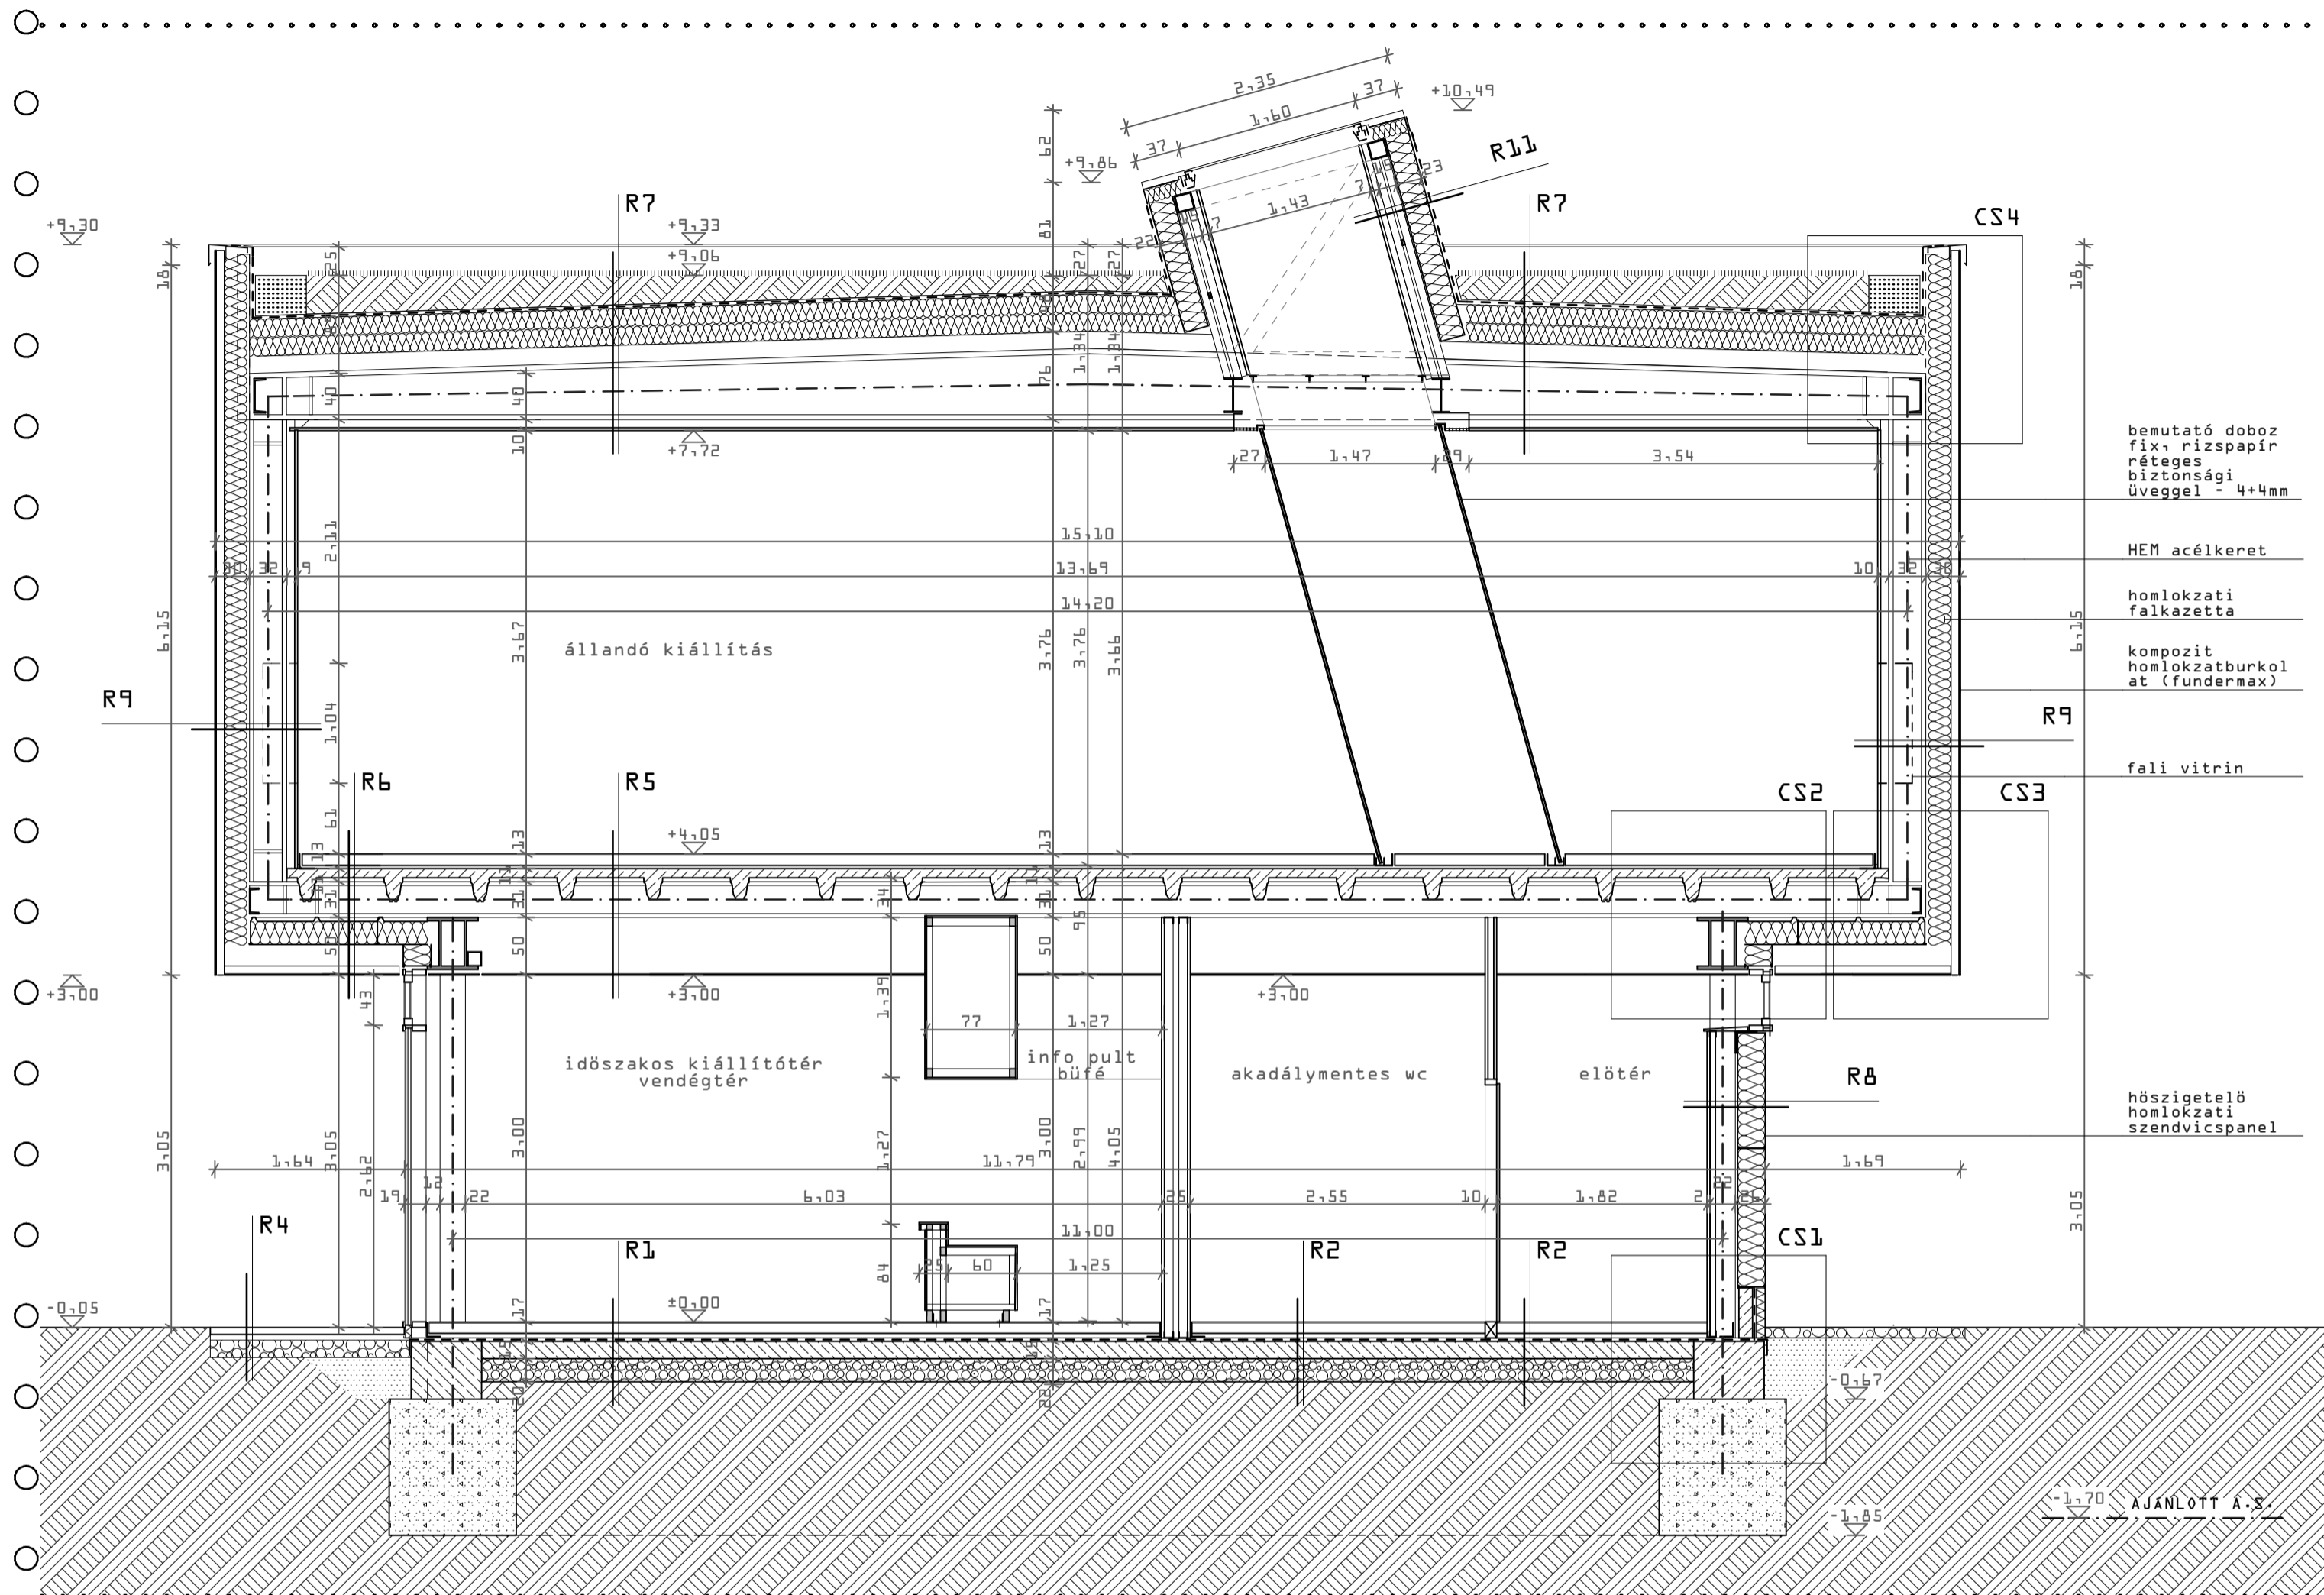 2,35
37
+10,49
1,60
62
37
R11
+9,86
15
23
7
R7
1,43
R7
CS4
+9,30
+9,33
81
15
7
22
+9,06
18
25
27
27
18
1,34
1,34
76
40
40
+7,72
10
bemutató doboz
fix, rizspapír
réteges
biztonsági
üveggel - 4+4mm
27
1,47
29
3,54
2,11
15,10
HEM acélkeret
30
32
9
13,69
10
32
30
homlokzati
falkazetta
14,20
6,15
3,67
3,76
3,76
3,66
6,15
állandó kiállítás
kompozit
homlokzatburkol
at (fundermax)
R9
R9
1,04
fali vitrin
R6
R5
CS2
CS3
61
13
+4,05
13
13
31
31
34
31
95
50
50
50
+3,00
+3,00
+3,00
43
1,39
77
1,27
időszakos kiállítótér
vendégtér
info pult
büfé
akadálymentes wc
előtér
R8
hőszigetelő
homlokzati
szendvicspanel
3,05
3,05
2,62
3,00
1,27
3,00
2,99
4,05
3,05
1,64
11,79
1,69
19
12
22
6,03
25
2,55
10
1,82
2
22
R4
R1
11,00
R2
R2
CS1
84
25
60
1,25
-0,05
17
±0,00
17
15
15
20
22
-0,67
-1,70
AJÁNLOTT A.S.
-1,85